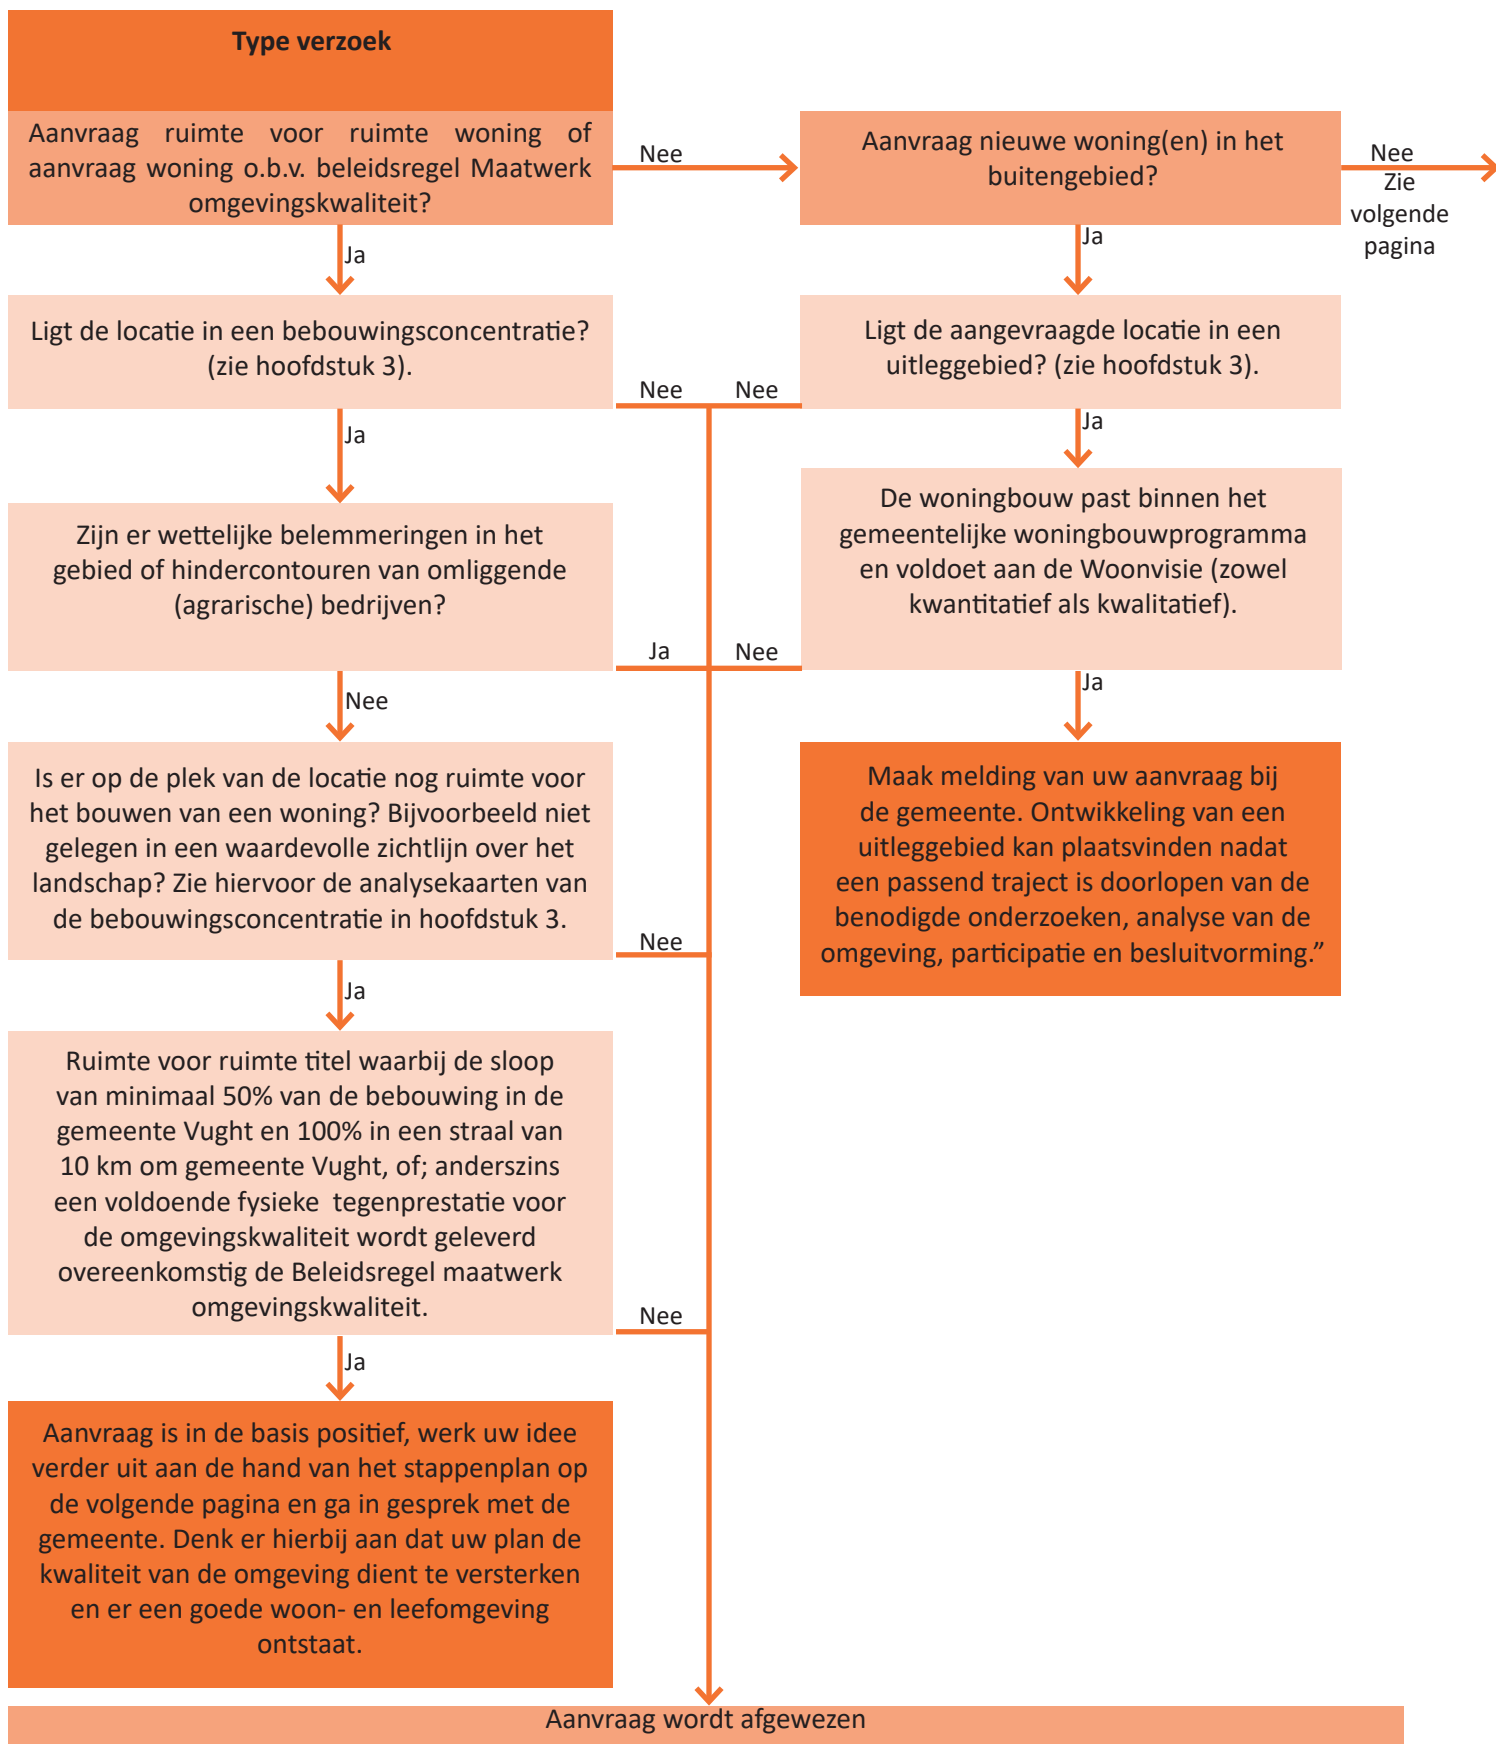 Type verzoek
Aanvraag ruimte voor ruimte woning of
aanvraag woning o.b.v. beleidsregel Maatwerk
omgevingskwaliteit?
Nee
Aanvraag nieuwe woning(en) in het
buitengebied?
Nee
Zie
volgende
pagina
Ja
Ja
Ligt de locatie in een bebouwingsconcentratie?
(zie hoofdstuk 3).
Nee
Nee
Ligt de aangevraagde locatie in een
uitleggebied? (zie hoofdstuk 3).
Ja
Ja
Zijn er wettelijke belemmeringen in het
gebied of hindercontouren van omliggende
(agrarische) bedrijven?
Ja
Nee
De woningbouw past binnen het
gemeentelijke woningbouwprogramma
en voldoet aan de Woonvisie (zowel
kwantitatief als kwalitatief).
Nee
Ja
Is er op de plek van de locatie nog ruimte voor
het bouwen van een woning? Bijvoorbeeld niet
gelegen in een waardevolle zichtlijn over het
landschap? Zie hiervoor de analysekaarten van
de bebouwingsconcentratie in hoofdstuk 3.
Nee
Maak melding van uw aanvraag bij
de gemeente. Ontwikkeling van een
uitleggebied kan plaatsvinden nadat
een passend traject is doorlopen van de
benodigde onderzoeken, analyse van de
omgeving, participatie en besluitvorming.”
Ja
Ruimte voor ruimte titel waarbij de sloop
van minimaal 50% van de bebouwing in de
gemeente Vught en 100% in een straal van
10 km om gemeente Vught, of; anderszins
een voldoende fysieke tegenprestatie voor
de omgevingskwaliteit wordt geleverd
overeenkomstig de Beleidsregel maatwerk
omgevingskwaliteit.
Nee
Ja
Aanvraag is in de basis positief, werk uw idee
verder uit aan de hand van het stappenplan op
de volgende pagina en ga in gesprek met de
gemeente. Denk er hierbij aan dat uw plan de
kwaliteit van de omgeving dient te versterken
en er een goede woon- en leefomgeving
ontstaat.
Aanvraag wordt afgewezen